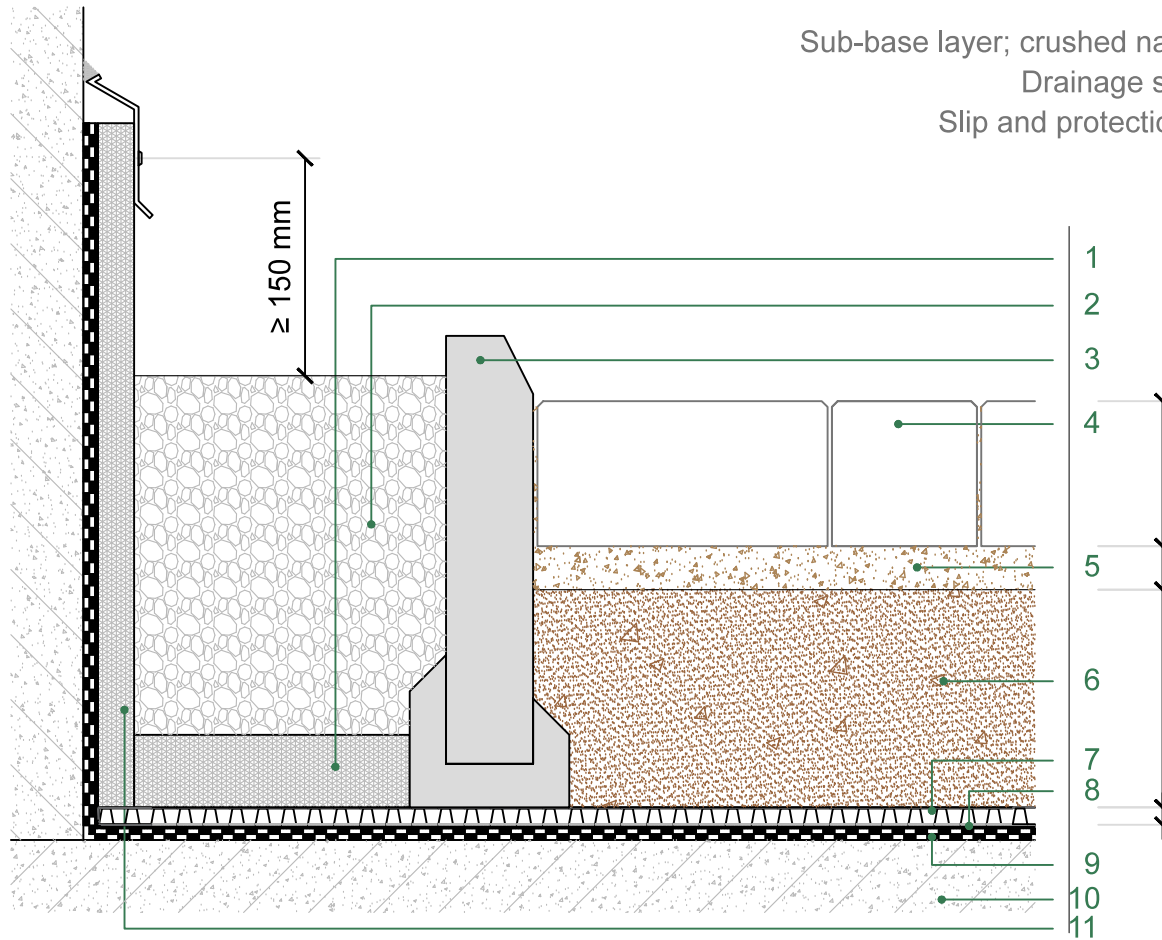 Sub-base layer; crushed na
Drainage s
Slip and protectio
≥ 150 mm
1
2
3
4
5
6
7
8
9
10
11